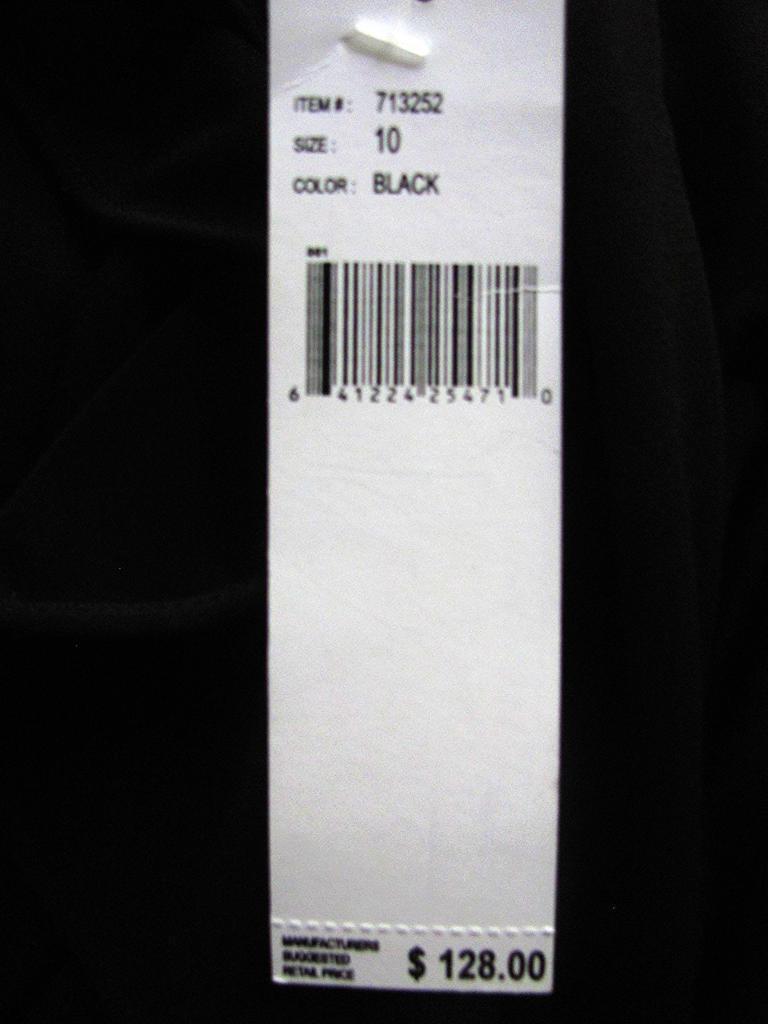 ITEM #: 713252
SIZE: 10
COLOR: BLACK
6 41224 25471 0
MANUFACTURERS
SUGGESTED
RETAIL PRICE
$ 128.00